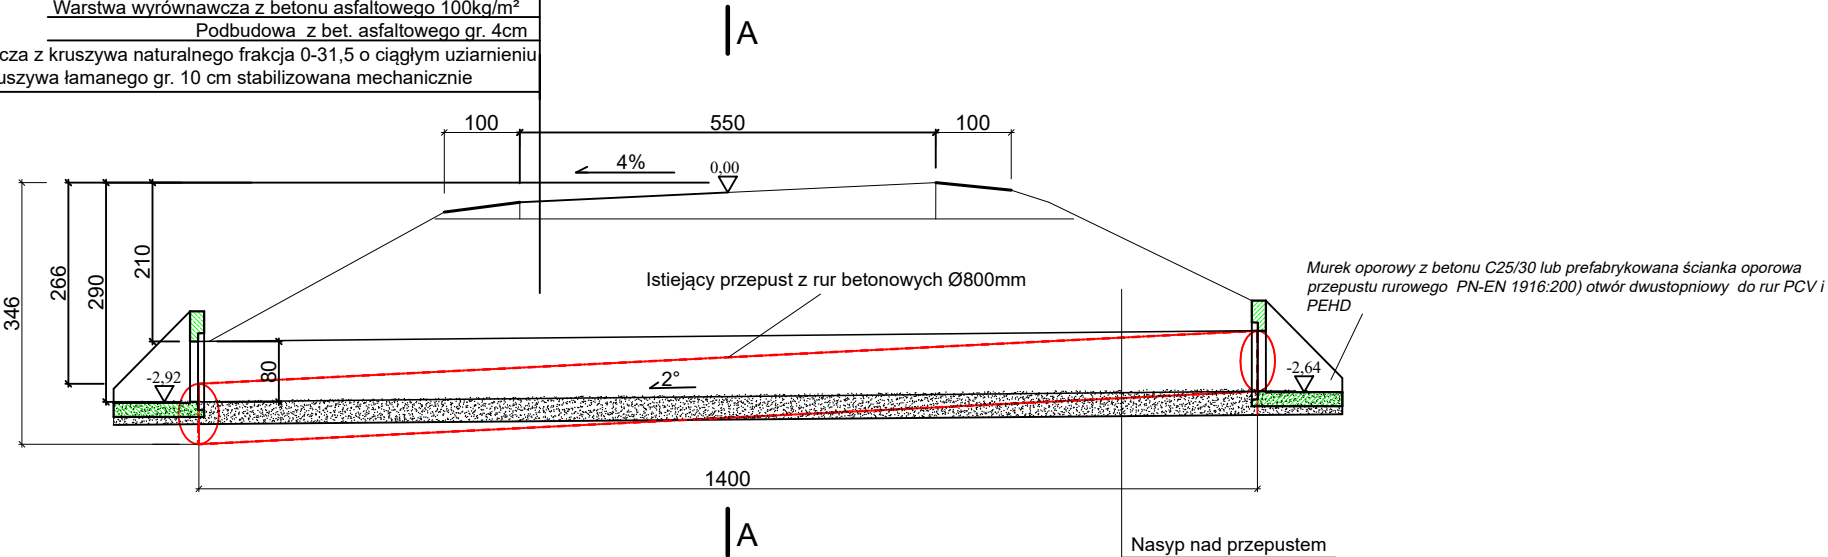 Warstwa wyrównawcza z betonu asfaltowego 100kg/m²
Podbudowa z bet. asfaltowego gr. 4cm
cza z kruszywa naturalnego frakcja 0-31,5 o ciągłym uziarnieniu
uszywa łamanego gr. 10 cm stabilizowana mechanicznie
A
100
550
100
4%
0,00
346
266
290
210
80
Istiejący przepust z rur betonowych Ø800mm
Murek oporowy z betonu C25/30 lub prefabrykowana ścianka oporowa
przepustu rurowego PN-EN 1916:200) otwór dwustopniowy do rur PCV i
PEHD
-2,92
2°
-2,64
1400
A
Nasyp nad przepustem